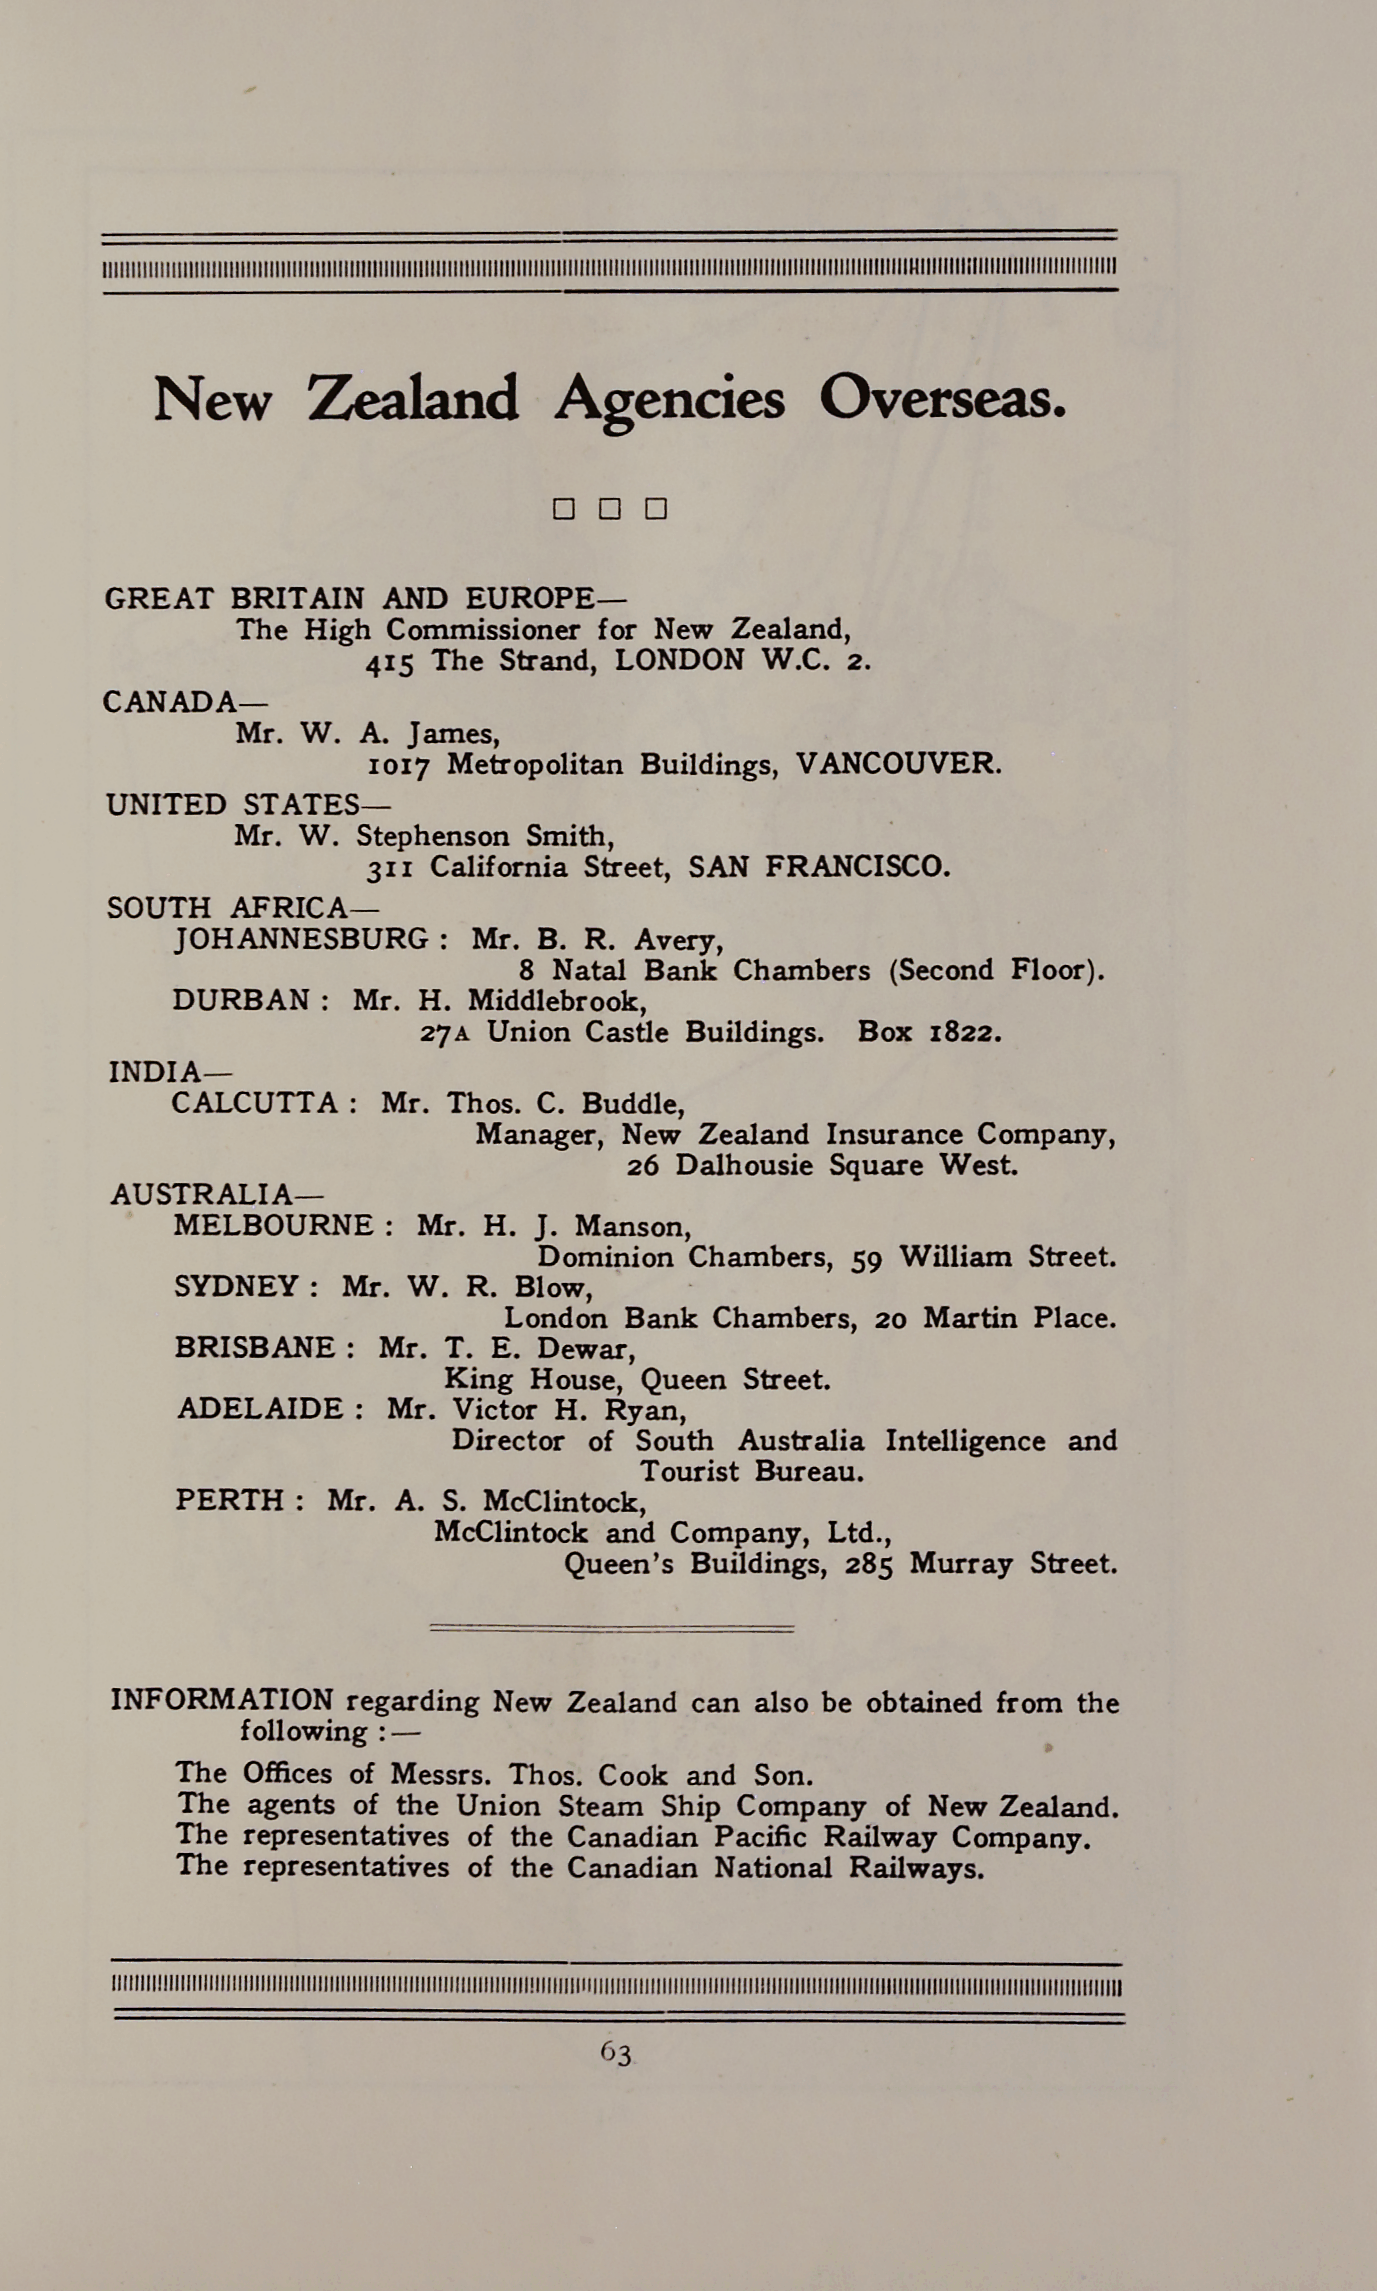 New Zealand Agencies Overseas.
GREAT BRITAIN AND EUROPE—
The High Commissioner for New Zealand,
415 The Strand, LONDON W.C. 2.
CANADA—
Mr. W. A. James,
1017 Metropolitan Buildings, VANCOUVER.
UNITED STATES—
Mr. W. Stephenson Smith,
311 California Street, SAN FRANCISCO.
SOUTH AFRICA—
JOHANNESBURG : Mr. B. R. Avery,
8 Natal Bank Chambers (Second Floor).
DURBAN : Mr. H. Middlebrook,
27A Union Castle Buildings. Box 1822.
INDIA—
CALCUTTA : Mr. Thos. C. Buddle,
Manager, New Zealand Insurance Company,
26 Dalhousie Square West.
AUSTRALIA—
MELBOURNE : Mr. H. J. Manson,
Dominion Chambers, 59 William Street.
SYDNEY : Mr. W. R. Blow,
London Bank Chambers, 20 Martin Place.
BRISBANE : Mr. T. E. Dewar,
King House, Queen Street.
ADELAIDE : Mr. Victor H. Ryan,
Director of South Australia Intelligence and
Tourist Bureau.
PERTH : Mr. A. S. McClintock,
McClintock and Company, Ltd.,
Queen's Buildings, 285 Murray Street.
INFORMATION regarding New Zealand can also be obtained from the
following :—
The Offices of Messrs. Thos. Cook and Son.
The agents of the Union Steam Ship Company of New Zealand.
The representatives of the Canadian Pacific Railway Company.
The representatives of the Canadian National Railways.
63